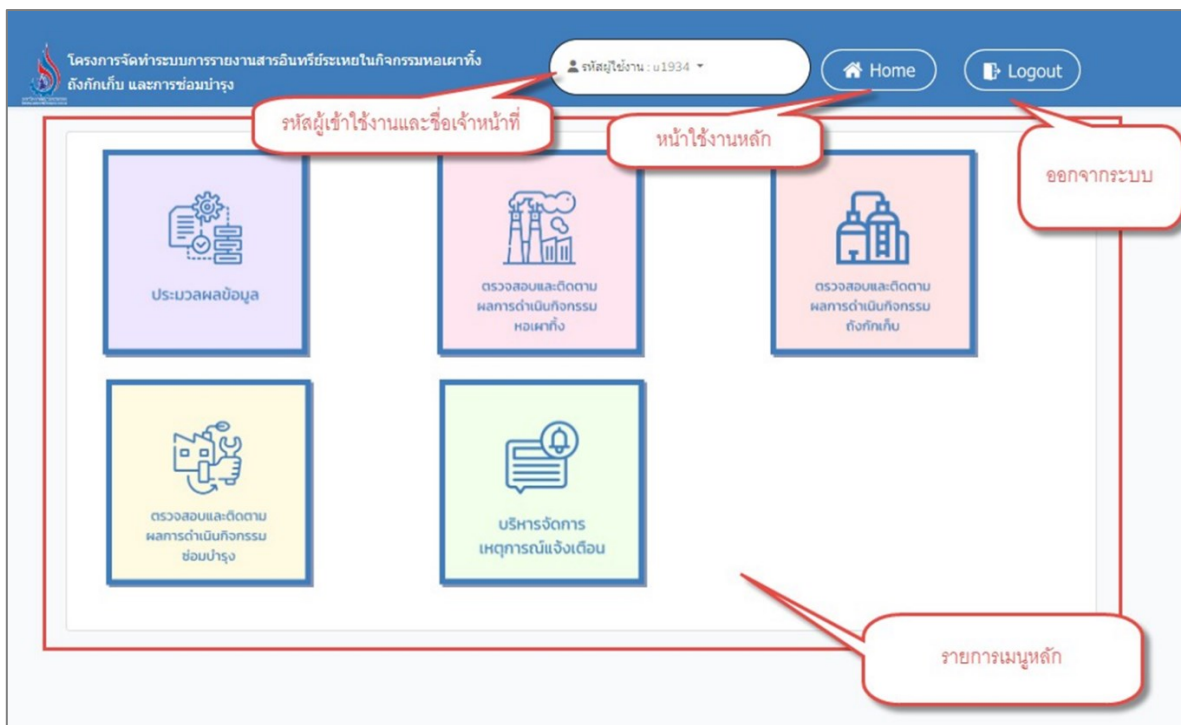 โครงการจัดทำระบบการรายงานสารอินทรีย์ระเหยในกิจกรรมหอเผาทิ้ง
ถังกักเก็บ และการซ่อมบำรุง
รหัสผู้ใช้งาน : u1934
Home
Logout
รหัสผู้เข้าใช้งานและชื่อเจ้าหน้าที่
หน้าใช้งานหลัก
ออกจากระบบ
ประมวลผลข้อมูล
ตรวจสอบและติดตาม
ผลการดำเนินกิจกรรม
หอเผาทิ้ง
ตรวจสอบและติดตาม
ผลการดำเนินกิจกรรม
ถังกักเก็บ
ตรวจสอบและติดตาม
ผลการดำเนินกิจกรรม
ซ่อมบำรุง
บริหารจัดการ
เหตุการณ์แจ้งเตือน
รายการเมนูหลัก